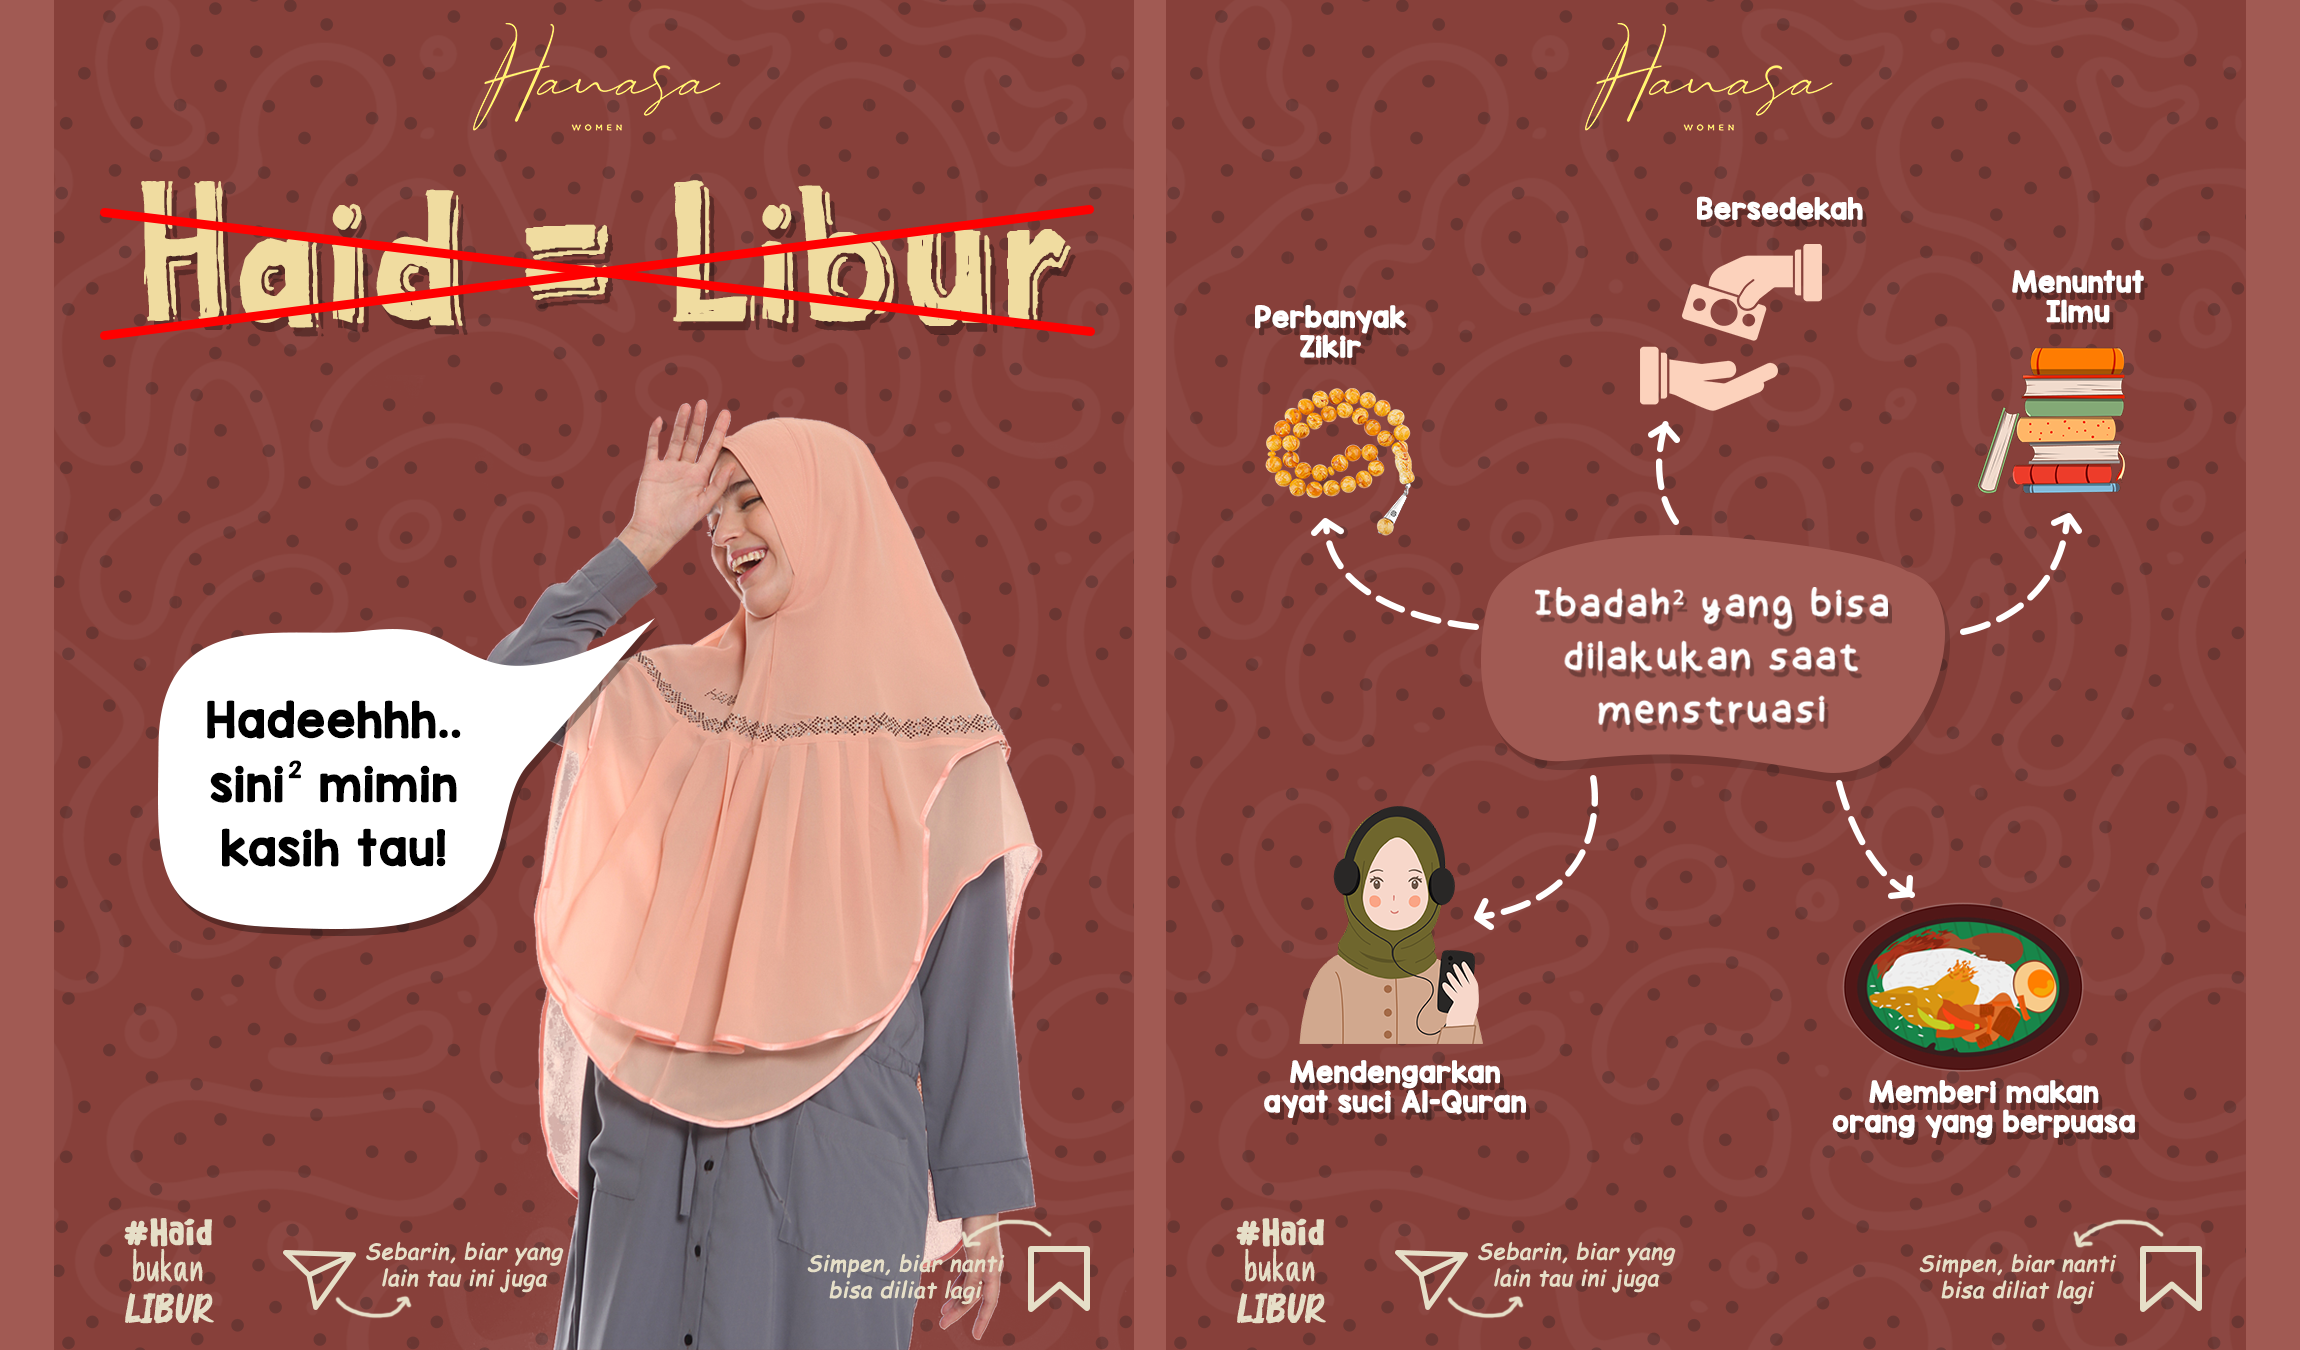 Hanasa
WOMEN
Haid = Libur
Hadeehhh..
sini² mimin
kasih tau!
#Haid
bukan
LIBUR
Sebarin, biar yang
lain tau ini juga
Simpen, biar nanti
bisa diliat lagi
Hanasa
WOMEN
Bersedekah
Menuntut
Ilmu
Perbanyak
Zikir
Ibadah² yang bisa
dilakukan saat
menstruasi
Mendengarkan
ayat suci Al-Quran
Memberi makan
orang yang berpuasa
#Haid
bukan
LIBUR
Sebarin, biar yang
lain tau ini juga
Simpen, biar nanti
bisa diliat lagi